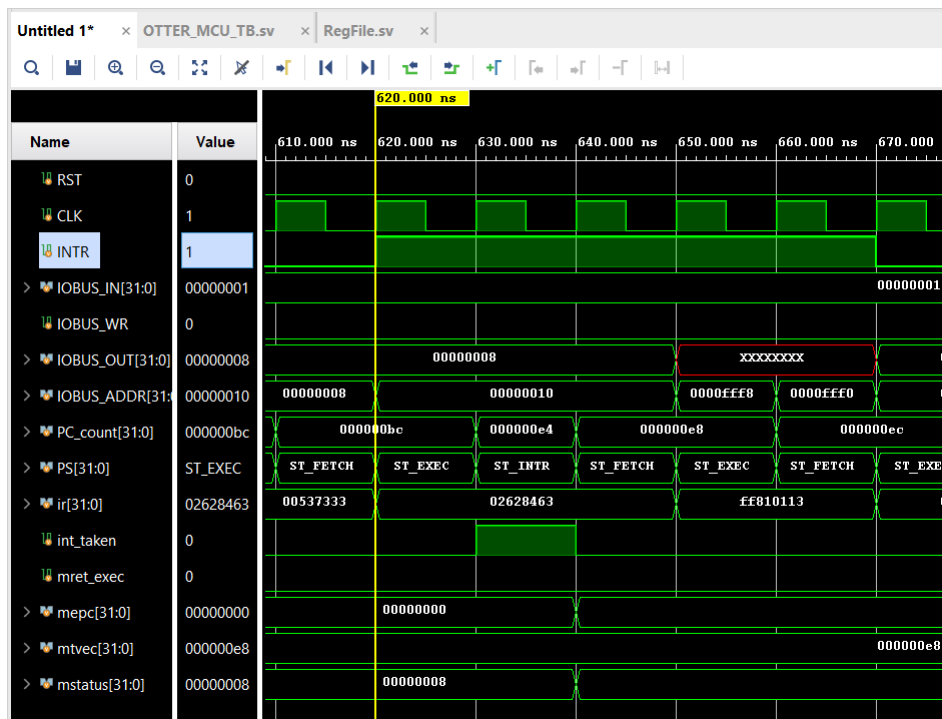 Untitled 1* × OTTER_MCU_TB.sv × RegFile.sv ×
620.000 ns
Name Value 610.000 ns 620.000 ns 630.000 ns 640.000 ns 650.000 ns 660.000 ns 670.000
RST 0
CLK 1
INTR 1
IOBUS_IN[31:0] 00000001 00000001
IOBUS_WR 0
IOBUS_OUT[31:0] 00000008 00000008 XXXXXXXX
IOBUS_ADDR[31: 00000010 00000008 00000010 0000fff8 0000fff0
PC_count[31:0] 000000bc 000000bc 000000e4 000000e8 000000ec
PS[31:0] ST_EXEC ST_FETCH ST_EXEC ST_INTR ST_FETCH ST_EXEC ST_FETCH ST_EXE
ir[31:0] 02628463 00537333 02628463 ff810113
int_taken 0
mret_exec 0
mepc[31:0] 00000000 00000000
mtvec[31:0] 000000e8 000000e8
mstatus[31:0] 00000008 00000008